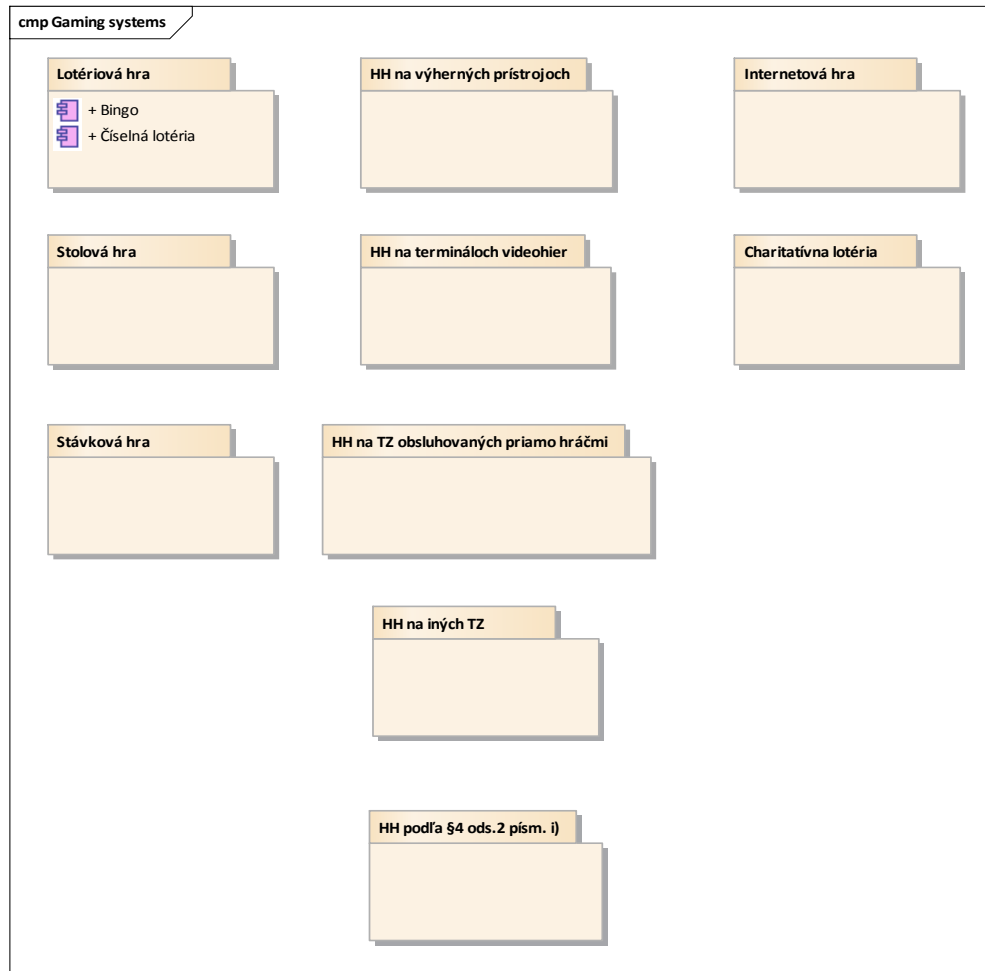 cmp Gaming systems
Lotériová hra
+ Bingo
+ Číselná lotéria
HH na výherných prístrojoch
Internetová hra
Stolová hra
HH na termináloch videohier
Charitatívna lotéria
Stávková hra
HH na TZ obsluhovaných priamo hráčmi
HH na iných TZ
HH podľa §4 ods.2 písm. i)